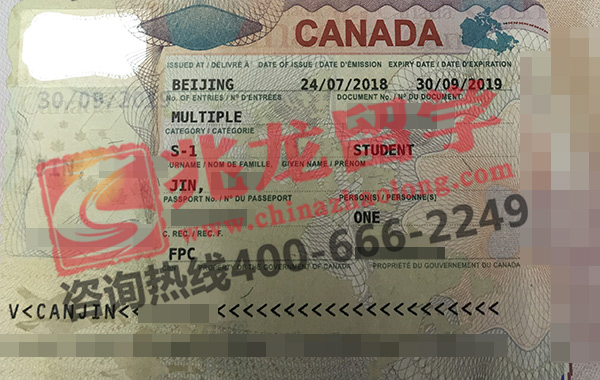 CANADA
ISSUED AT / DÉLIVRÉ À DATE OF ISSUE / DATE D'ÉMISSION EXPIRY DATE / DATE D'EXPIRATION
BEIJING 24/07/2018 30/09/2019
30/09/20
No. OF ENTRIES / N° D'ENTRÉES DOCUMENT No. / N° DU DOCUMENT
MULTIPLE
CATEGORY / CATÉGORIE
S-1 STUDENT
URNAME / NOM DE FAMILLE, GIVEN NAME / PRÉNOM
JIN,
PASSPORT No. / N° DU PASSEPORT PERSON(S) / PERSONNE(S)
ONE
C. REC. / REC. F.
FPC
PROPERTY OF THE GOVERNMENT OF CANADA PROPRIÉTÉ DU GOUVERNEMENT DU CANADA
V<CANJIN<< <<<<<<<<<<<<<<<<<<<<<<
兆龙留学
www.chinazhaolong.com
咨询热线400-666-2249